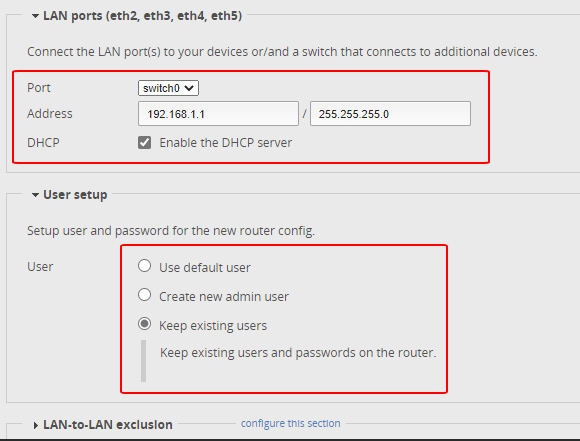 LAN ports (eth2, eth3, eth4, eth5)
Connect the LAN port(s) to your devices or/and a switch that connects to additional devices.
Port switch0
Address 192.168.1.1 / 255.255.255.0
DHCP Enable the DHCP server
User setup
Setup user and password for the new router config.
User Use default user
Create new admin user
Keep existing users
Keep existing users and passwords on the router.
LAN-to-LAN exclusion configure this section